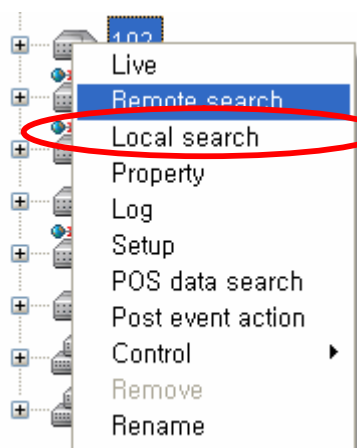 102
Live
Remote search
Local search
Property
Log
Setup
POS data search
Post event action
Control
Remove
Rename